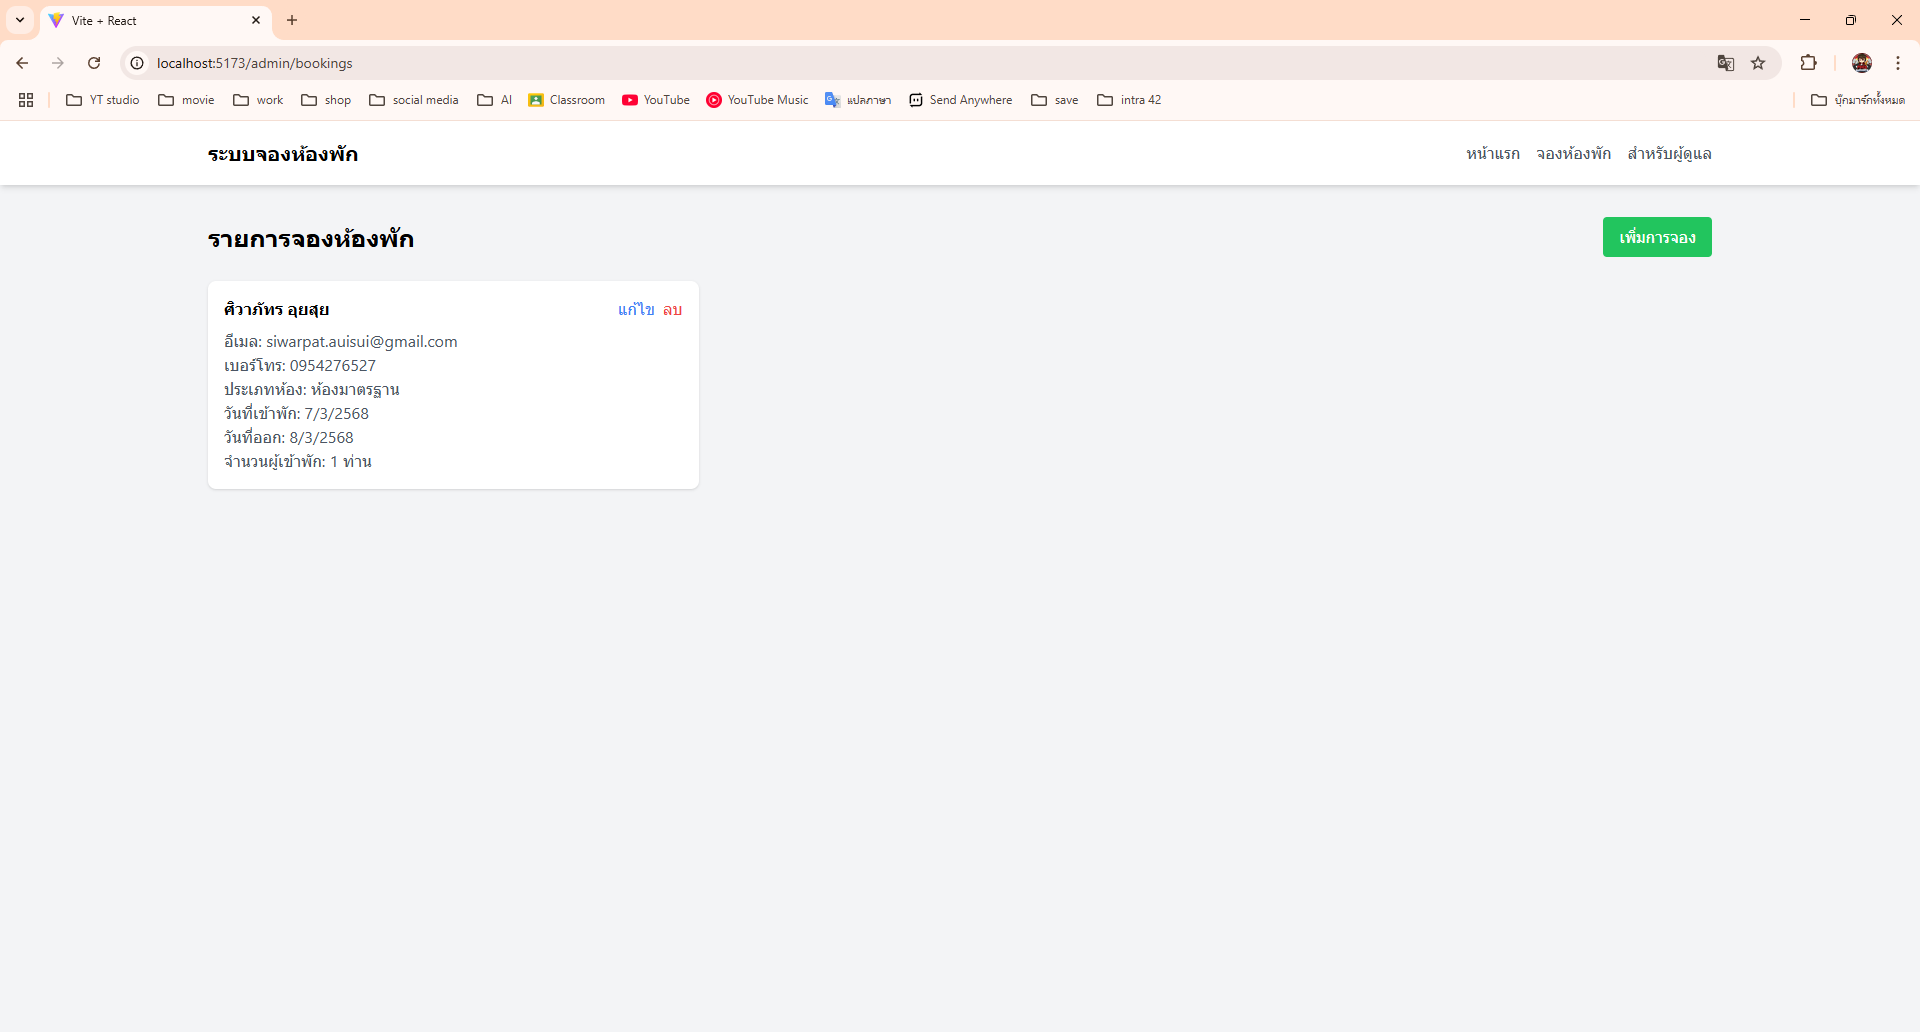 Vite + React
localhost:5173/admin/bookings
YT studio movie work shop social media AI Classroom YouTube YouTube Music แปลภาษา Send Anywhere save intra 42 บุ๊กมาร์กทั้งหมด
ระบบจองห้องพัก หน้าแรก จองห้องพัก สำหรับผู้ดูแล
รายการจองห้องพัก เพิ่มการจอง
ศิวาภัทร อุยสุย แก้ไข ลบ
อีเมล: siwarpat.auisui@gmail.com
เบอร์โทร: 0954276527
ประเภทห้อง: ห้องมาตรฐาน
วันที่เข้าพัก: 7/3/2568
วันที่ออก: 8/3/2568
จำนวนผู้เข้าพัก: 1 ท่าน